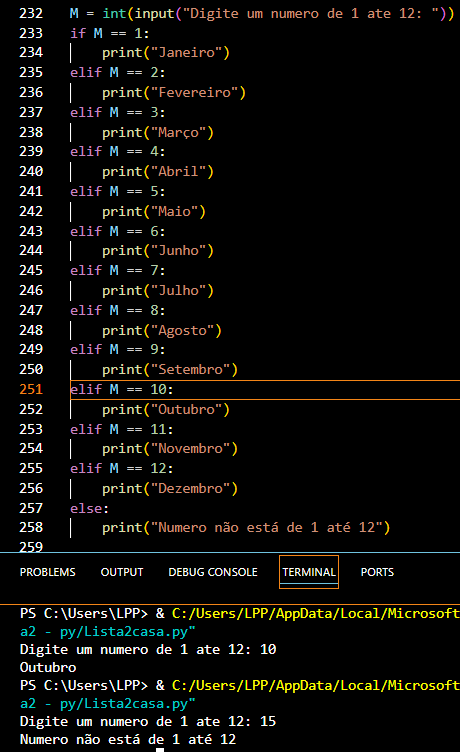 232 M = int(input("Digite um numero de 1 ate 12: "))
233 if M == 1:
234     print("Janeiro")
235 elif M == 2:
236     print("Fevereiro")
237 elif M == 3:
238     print("Março")
239 elif M == 4:
240     print("Abril")
241 elif M == 5:
242     print("Maio")
243 elif M == 6:
244     print("Junho")
245 elif M == 7:
246     print("Julho")
247 elif M == 8:
248     print("Agosto")
249 elif M == 9:
250     print("Setembro")
251 elif M == 10:
252     print("Outubro")
253 elif M == 11:
254     print("Novembro")
255 elif M == 12:
256     print("Dezembro")
257 else:
258     print("Numero não está de 1 até 12")
259
PROBLEMS OUTPUT DEBUG CONSOLE TERMINAL PORTS
PS C:\Users\LPP> & C:/Users/LPP/AppData/Local/Microsoft
a2 - py/Lista2casa.py"
Digite um numero de 1 ate 12: 10
Outubro
PS C:\Users\LPP> & C:/Users/LPP/AppData/Local/Microsoft
a2 - py/Lista2casa.py"
Digite um numero de 1 ate 12: 15
Numero não está de 1 até 12